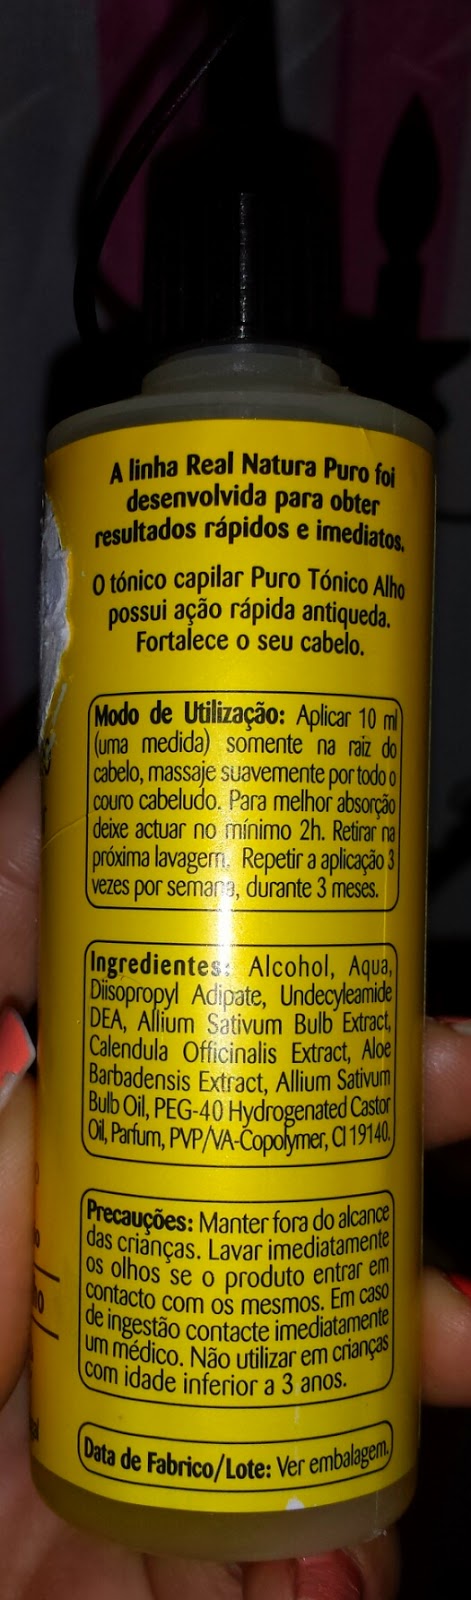 A linha Real Natura Puro foi
desenvolvida para obter
resultados rápidos e imediatos.
O tónico capilar Puro Tónico Alho
possui ação rápida antiqueda.
Fortalece o seu cabelo.
Modo de Utilização: Aplicar 10 ml
(uma medida) somente na raiz do
cabelo, massaje suavemente por todo o
couro cabeludo. Para melhor absorção
deixe actuar no mínimo 2h. Retirar na
próxima lavagem. Repetir a aplicação 3
vezes por semana, durante 3 meses.
Ingredientes: Alcohol, Aqua,
Diisopropyl Adipate, Undecyleamide
DEA, Allium Sativum Bulb Extract,
Calendula Officinalis Extract, Aloe
Barbadensis Extract, Allium Sativum
Bulb Oil, PEG-40 Hydrogenated Castor
Oil, Parfum, PVP/VA-Copolymer, CI 19140.
Precauções: Manter fora do alcance
das crianças. Lavar imediatamente
os olhos se o produto entrar em
contacto com os mesmos. Em caso
de ingestão contacte imediatamente
um médico. Não utilizar em crianças
com idade inferior a 3 anos.
Data de Fabrico/Lote: Ver embalagem.